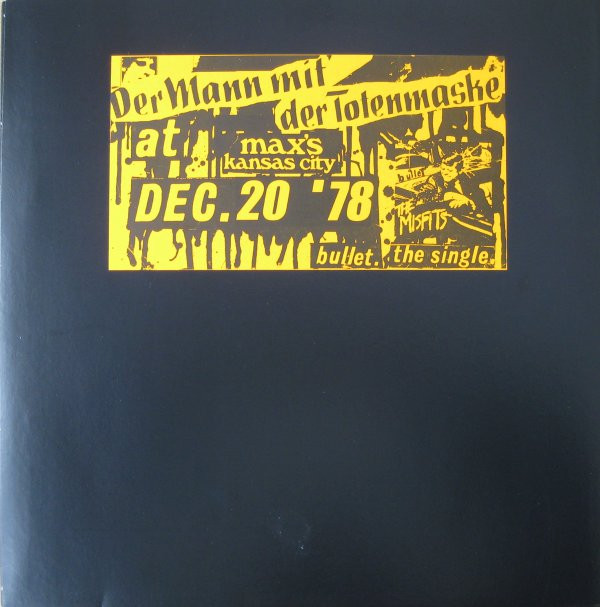 Der Mann mit
der Totenmaske
at
max's
kansas city
DEC. 20 '78
bullet
THE
MISFITS
bullet. the single.